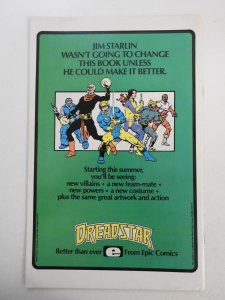 JIM STARLIN
WASN'T GOING TO CHANGE
THIS BOOK UNLESS
HE COULD MAKE IT BETTER.
Starting this summer,
you'll be seeing:
new villains • a new team-mate •
new powers • a new costume •
plus the same great artwork and action
DREADSTAR
Better than ever From Epic Comics